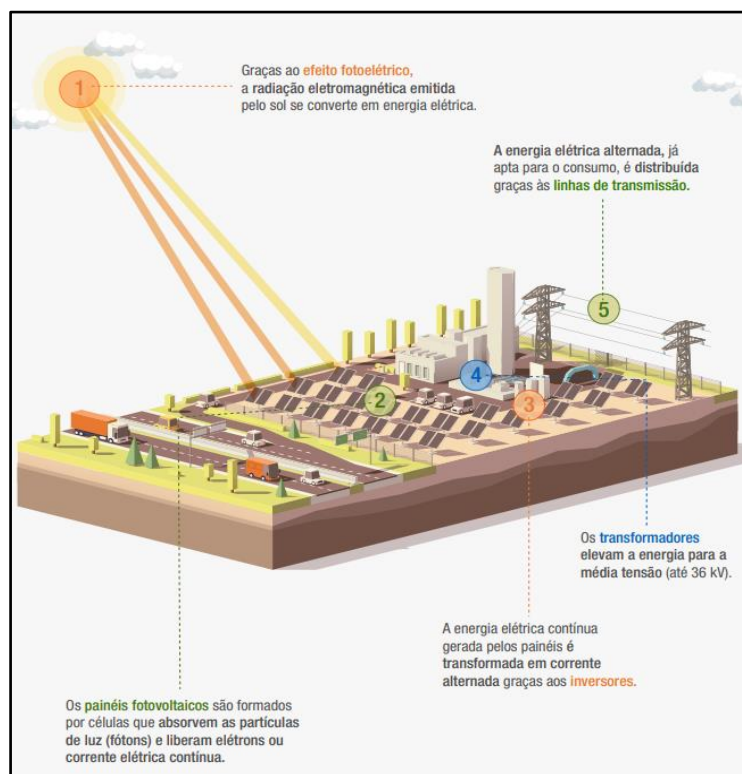 1
Graças ao efeito fotoelétrico,
a radiação eletromagnética emitida
pelo sol se converte em energia elétrica.
A energia elétrica alternada, já
apta para o consumo, é distribuída
graças às linhas de transmissão.
5
4
2
3
Os transformadores
elevam a energia para a
média tensão (até 36 kV).
A energia elétrica contínua
gerada pelos painéis é
transformada em corrente
alternada graças aos inversores.
Os painéis fotovoltaicos são formados
por células que absorvem as partículas
de luz (fótons) e liberam elétrons ou
corrente elétrica contínua.